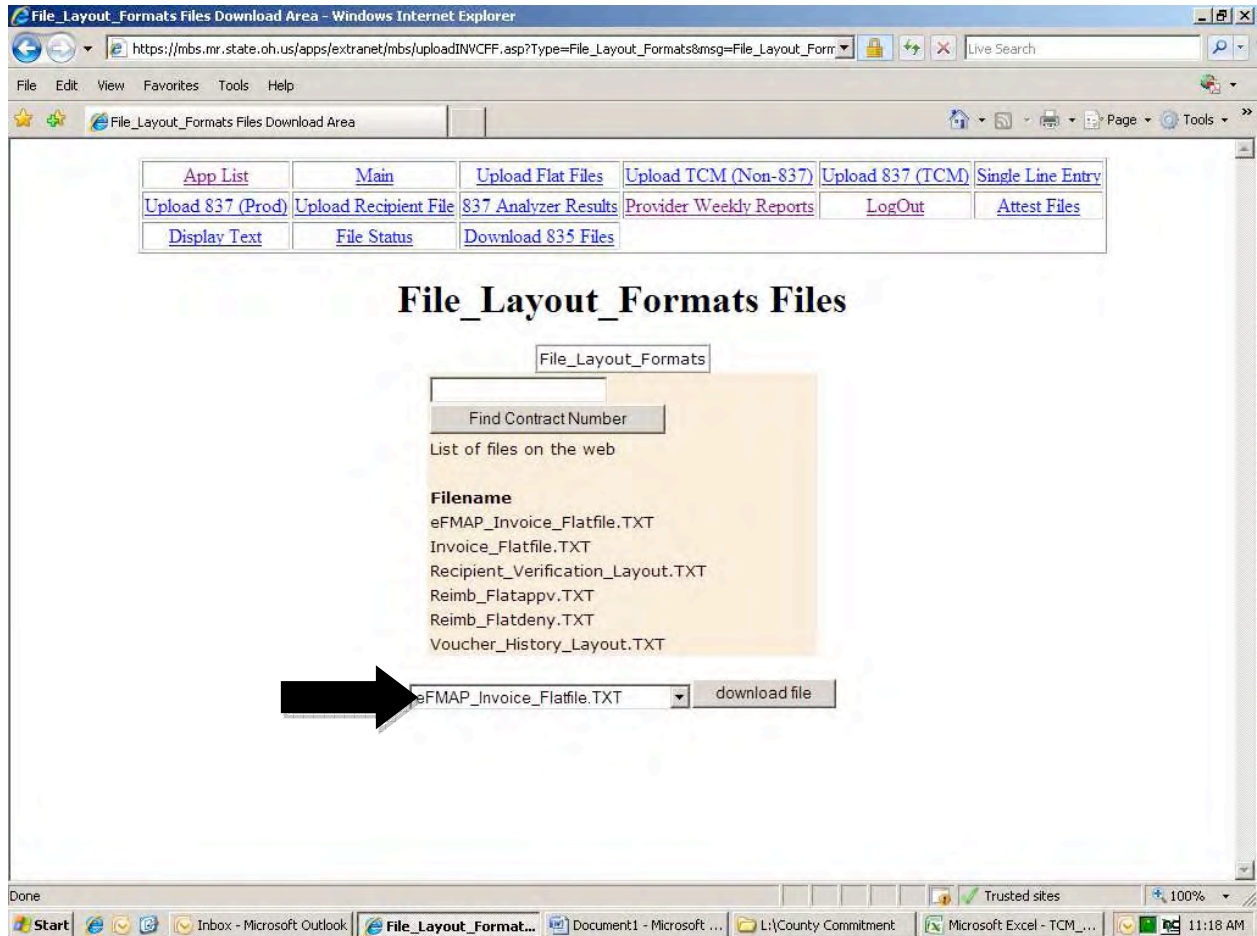 File_Layout_Formats Files Download Area - Windows Internet Explorer
https://mbs.mr.state.oh.us/apps/extranet/mbs/uploadINVCFF.asp?Type=File_Layout_Formats&msg=File_Layout_Form
Live Search
File Edit View Favorites Tools Help
File_Layout_Formats Files Download Area
Page Tools »
App List Main Upload Flat Files Upload TCM (Non-837) Upload 837 (TCM) Single Line Entry
Upload 837 (Prod) Upload Recipient File 837 Analyzer Results Provider Weekly Reports LogOut Attest Files
Display Text File Status Download 835 Files
File_Layout_Formats Files
File_Layout_Formats
Find Contract Number
List of files on the web
Filename
eFMAP_Invoice_Flatfile.TXT
Invoice_Flatfile.TXT
Recipient_Verification_Layout.TXT
Reimb_Flatappv.TXT
Reimb_Flatdeny.TXT
Voucher_History_Layout.TXT
eFMAP_Invoice_Flatfile.TXT download file
Done Trusted sites 100%
Start Inbox - Microsoft Outlook File_Layout_Format... Document1 - Microsoft ... L:\County Commitment Microsoft Excel - TCM_... 11:18 AM